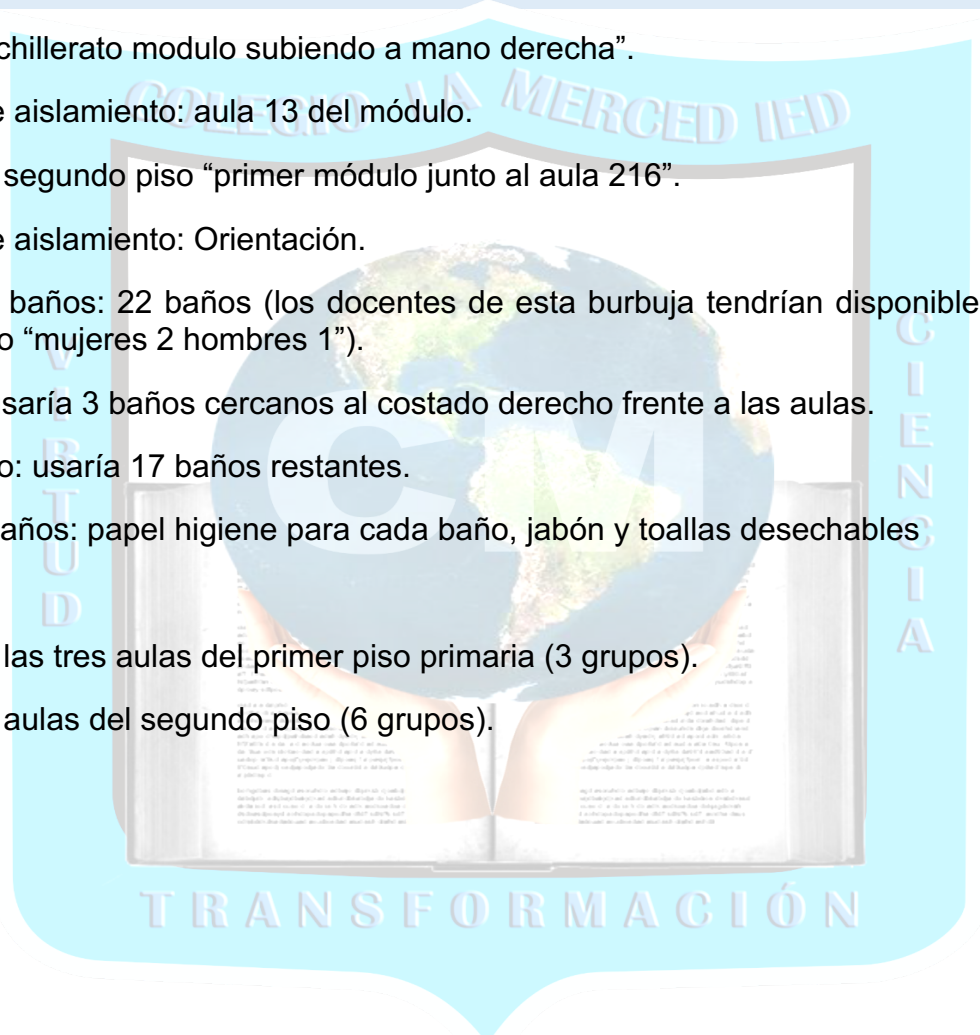 chillerato modulo subiendo a mano derecha”.
COLEGIO LA MERCED IED
e aislamiento: aula 13 del módulo.
segundo piso “primer módulo junto al aula 216”.
e aislamiento: Orientación.
baños: 22 baños (los docentes de esta burbuja tendrían disponible
o “mujeres 2 hombres 1”).
saría 3 baños cercanos al costado derecho frente a las aulas.
o: usaría 17 baños restantes.
años: papel higiene para cada baño, jabón y toallas desechables
las tres aulas del primer piso primaria (3 grupos).
aulas del segundo piso (6 grupos).
VIRTUD
CM
CIENCIA
TRANSFORMACIÓN